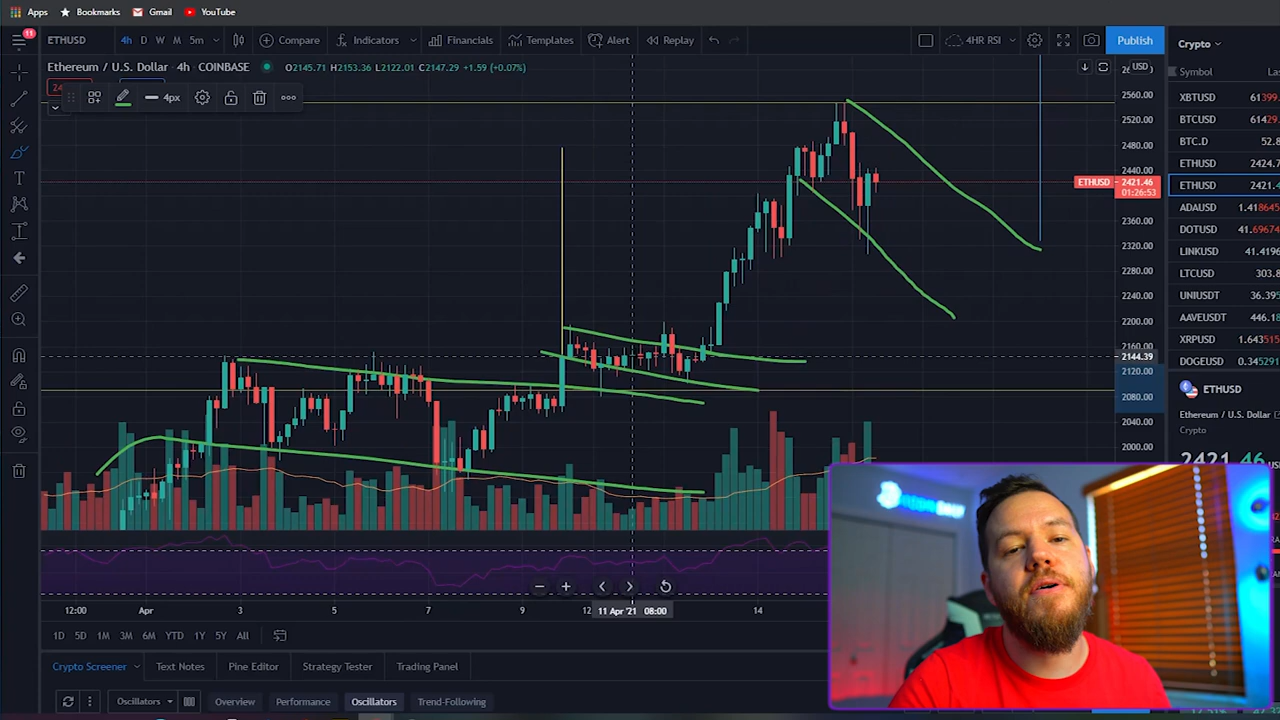 Apps Bookmarks Gmail YouTube
11 ETHUSD 4h D W M 5m Compare Indicators Financials Templates Alert Replay 4HR RSI Publish
Crypto
Ethereum / U.S. Dollar 4h COINBASE O2145.71 H2153.36 L2122.01 C2147.29 -1.59 (+0.07%)
USD
Symbol
4px
2560.00
2520.00
2480.00
2440.00
ETHUSD 2421.46
01:26:53
2360.00
2320.00
2280.00
2240.00
2200.00
2160.00
2144.39
2120.00
2080.00
2040.00
2000.00
XBTUSD 61399.
BTCUSD 61429.
BTC.D 52.8
ETHUSD 2424.7
ETHUSD 2421.4
ADAUSD 1.418645
DOTUSD 41.69674
LINKUSD 41.4196
LTCUSD 303.8
UNIUSDT 36.395
AAVEUSDT 446.18
XRPUSD 1.643515
DOGEUSD 0.345291
ETHUSD
Ethereum / U.S. Dollar
Crypto
2421.46
12:00 Apr 3 5 7 9 12 11 Apr '21 08:00 14
1D 5D 1M 3M 6M YTD 1Y 5Y All
Crypto Screener Text Notes Pine Editor Strategy Tester Trading Panel
Oscillators Overview Performance Oscillators Trend-Following